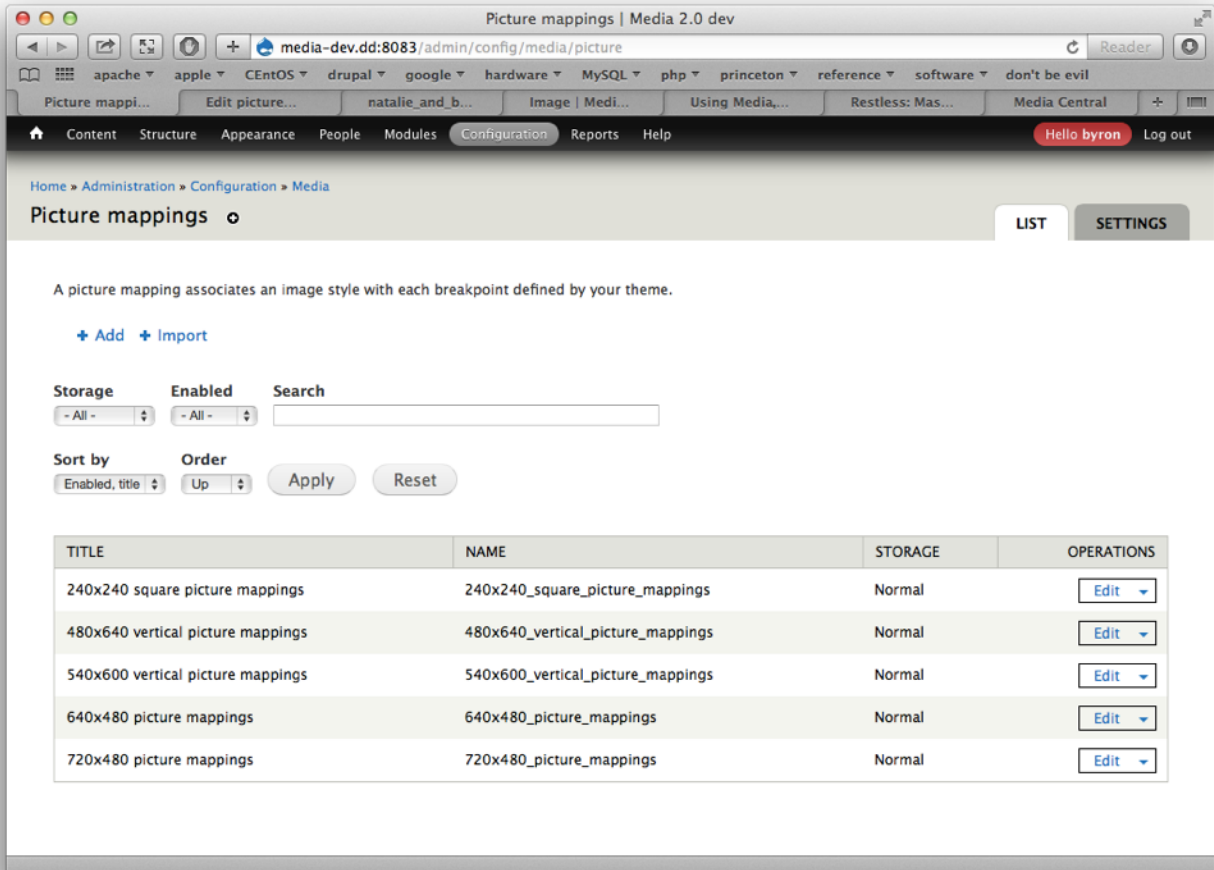 Picture mappings | Media 2.0 dev
media-dev.dd:8083/admin/config/media/picture
Reader
apache apple CEntOS drupal google hardware MySQL php princeton reference software don't be evil
Picture mappi... Edit picture... natalie_and_b... Image | Medi... Using Media,... Restless: Mas... Media Central
Content Structure Appearance People Modules Configuration Reports Help Hello byron Log out
Home » Administration » Configuration » Media
Picture mappings
LIST SETTINGS
A picture mapping associates an image style with each breakpoint defined by your theme.
+ Add + Import
Storage Enabled Search
- All - - All -
Sort by Order
Enabled, title Up Apply Reset
TITLE NAME STORAGE OPERATIONS
240x240 square picture mappings 240x240_square_picture_mappings Normal Edit
480x640 vertical picture mappings 480x640_vertical_picture_mappings Normal Edit
540x600 vertical picture mappings 540x600_vertical_picture_mappings Normal Edit
640x480 picture mappings 640x480_picture_mappings Normal Edit
720x480 picture mappings 720x480_picture_mappings Normal Edit